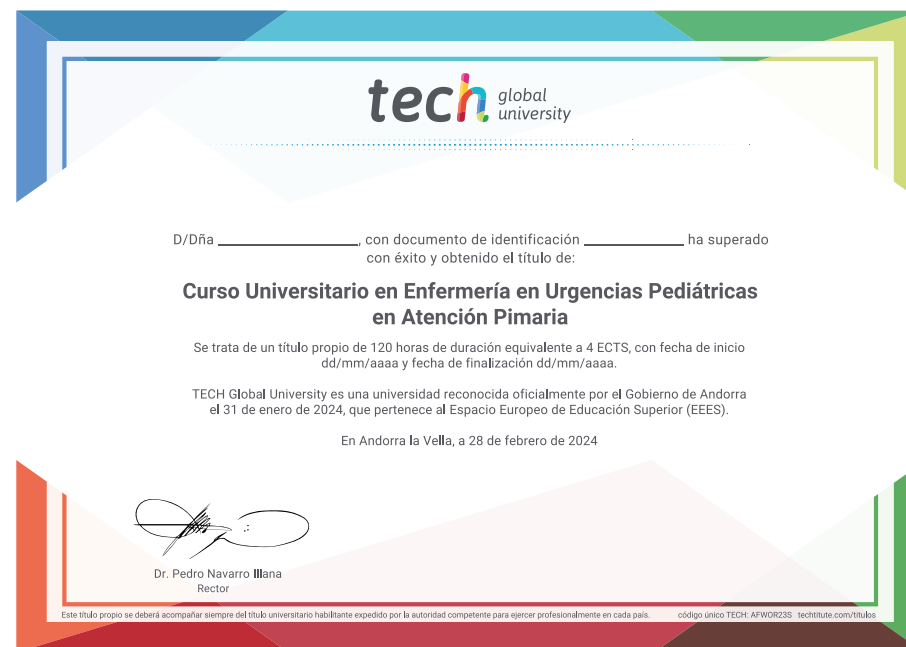 tech global university
D/Dña ____________________, con documento de identificación ______________ ha superado
con éxito y obtenido el título de:
Curso Universitario en Enfermería en Urgencias Pediátricas
en Atención Pimaria
Se trata de un título propio de 120 horas de duración equivalente a 4 ECTS, con fecha de inicio
dd/mm/aaaa y fecha de finalización dd/mm/aaaa.
TECH Global University es una universidad reconocida oficialmente por el Gobierno de Andorra
el 31 de enero de 2024, que pertenece al Espacio Europeo de Educación Superior (EEES).
En Andorra la Vella, a 28 de febrero de 2024
Dr. Pedro Navarro Illana
Rector
Este título propio se deberá acompañar siempre del título universitario habilitante expedido por la autoridad competente para ejercer profesionalmente en cada país. código único TECH: AFWOR23S techtitute.com/titulos